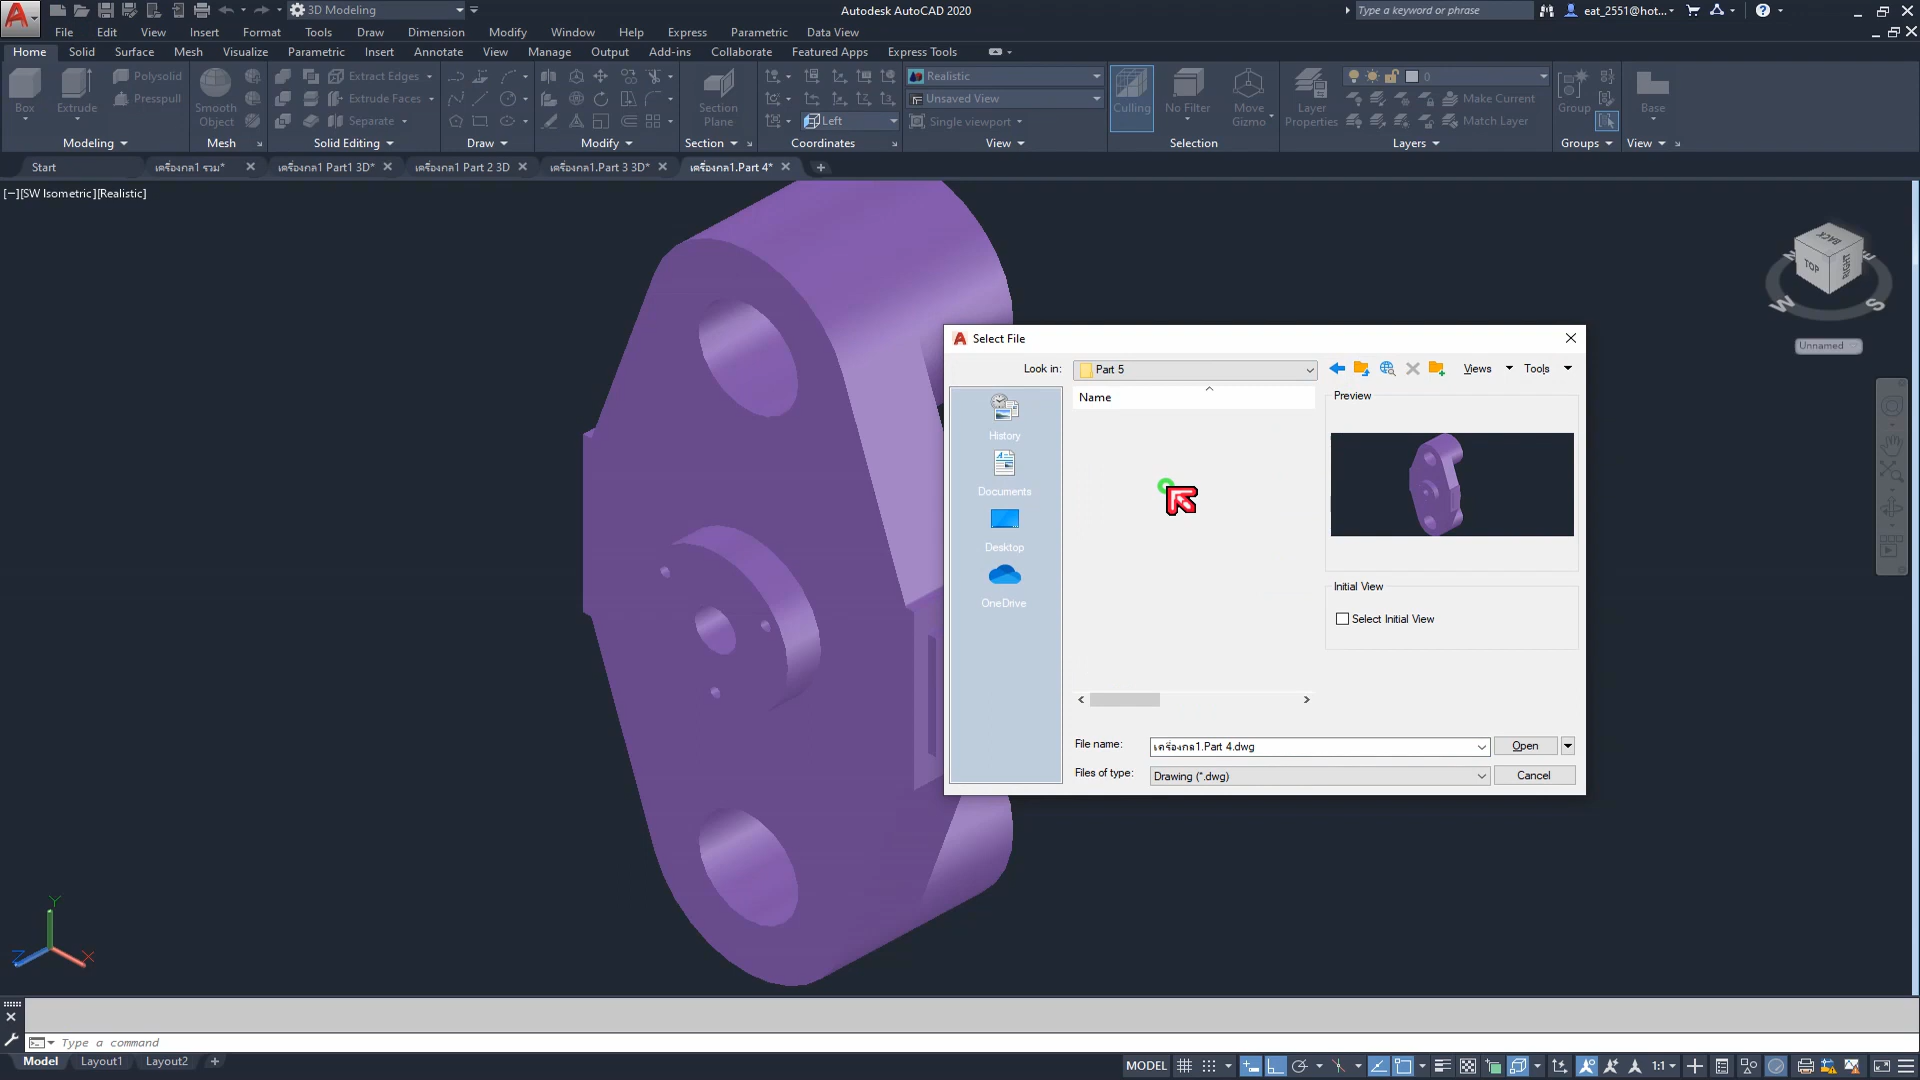 3D Modeling
Autodesk AutoCAD 2020
Type a keyword or phrase
eat_2551@hot...
File Edit View Insert Format Tools Draw Dimension Modify Window Help Express Parametric Data View
Home Solid Surface Mesh Visualize Parametric Insert Annotate View Manage Output Add-ins Collaborate Featured Apps Express Tools
Polysolid Extract Edges Realistic 0
Presspull Extrude Faces Unsaved View Make Current
Box Extrude Smooth Object Separate Section Plane Left Single viewport Culling No Filter Move Gizmo Layer Properties Match Layer Group Base
Modeling Mesh Solid Editing Draw Modify Section Coordinates View Selection Layers Groups View
Start เครื่องกล1 รวม* เครื่องกล1 Part1 3D* เครื่องกล1 Part 2 3D เครื่องกล1.Part 3 3D* เครื่องกล1.Part 4*
[−][SW Isometric][Realistic]
BACK
TOP RIGHT
W S
Unnamed
Select File
Look in: Part 5 Views Tools
Name
Preview
History
Documents
Desktop
OneDrive
Initial View
Select Initial View
File name: เครื่องกล1.Part 4.dwg Open
Files of type: Drawing (*.dwg) Cancel
Y
Z X
Type a command
Model Layout1 Layout2 +
MODEL 1:1